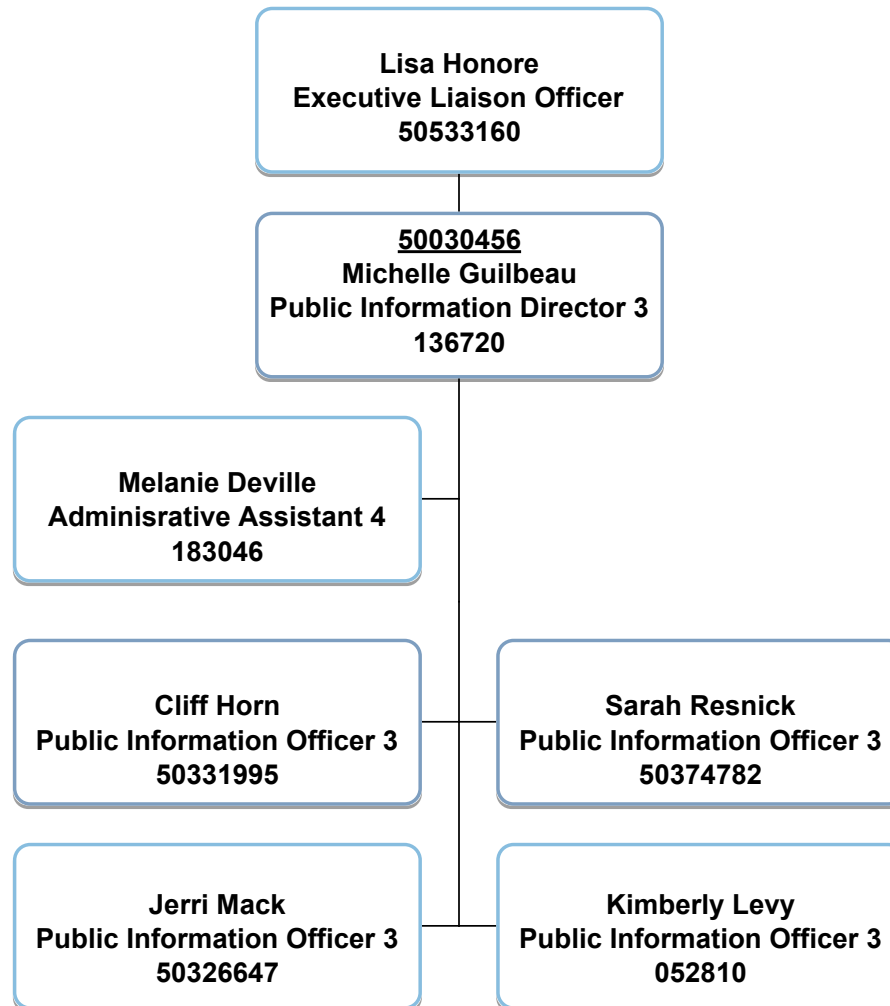 Lisa Honore
Executive Liaison Officer
50533160
50030456
Michelle Guilbeau
Public Information Director 3
136720
Melanie Deville
Adminisrative Assistant 4
183046
Cliff Horn
Public Information Officer 3
50331995
Sarah Resnick
Public Information Officer 3
50374782
Jerri Mack
Public Information Officer 3
50326647
Kimberly Levy
Public Information Officer 3
052810